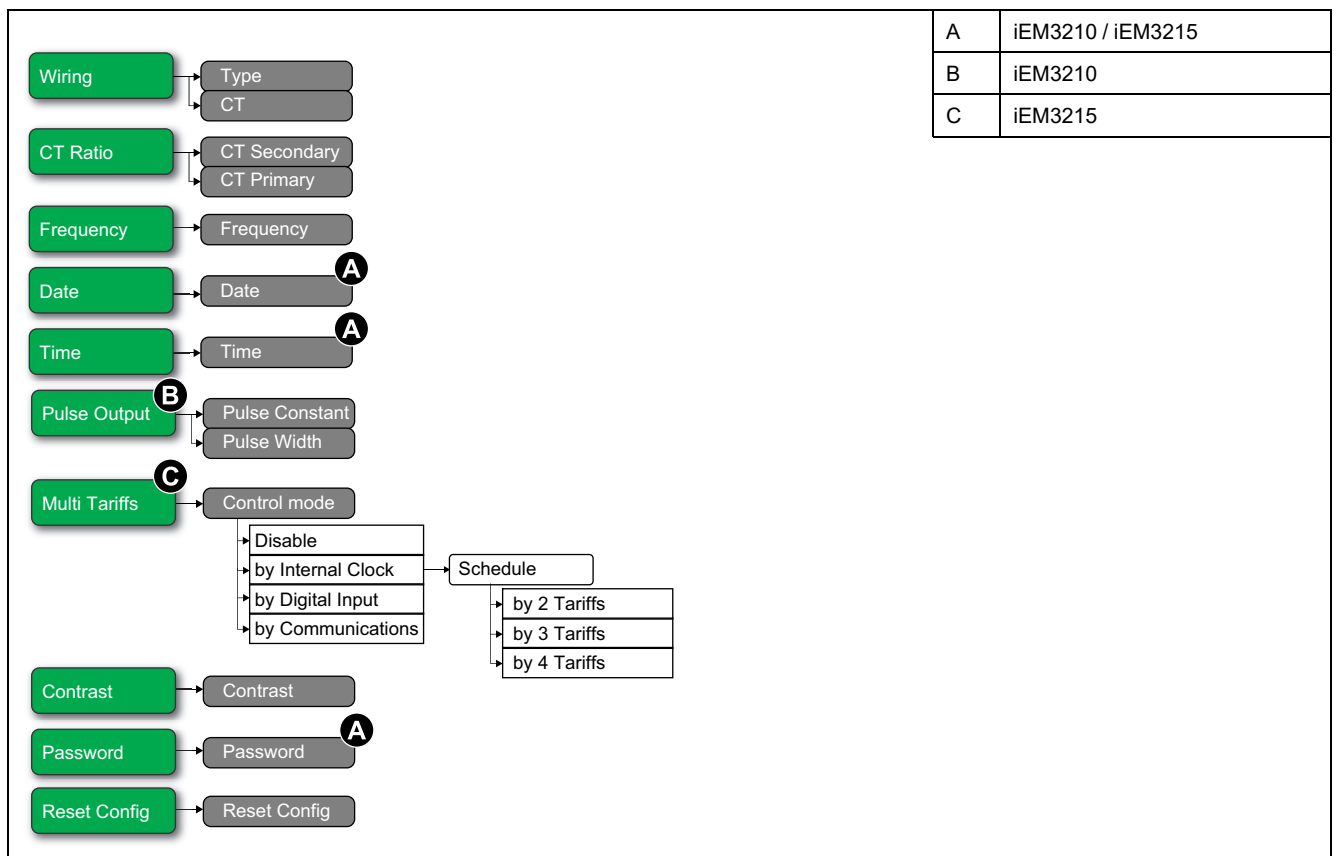 A iEM3210 / iEM3215
B iEM3210
C iEM3215
Wiring
Type
CT
CT Ratio
CT Secondary
CT Primary
Frequency
Frequency
Date
Date
A
Time
Time
A
Pulse Output
B
Pulse Constant
Pulse Width
Multi Tariffs
C
Control mode
Disable
by Internal Clock
by Digital Input
by Communications
Schedule
by 2 Tariffs
by 3 Tariffs
by 4 Tariffs
Contrast
Contrast
Password
Password
A
Reset Config
Reset Config